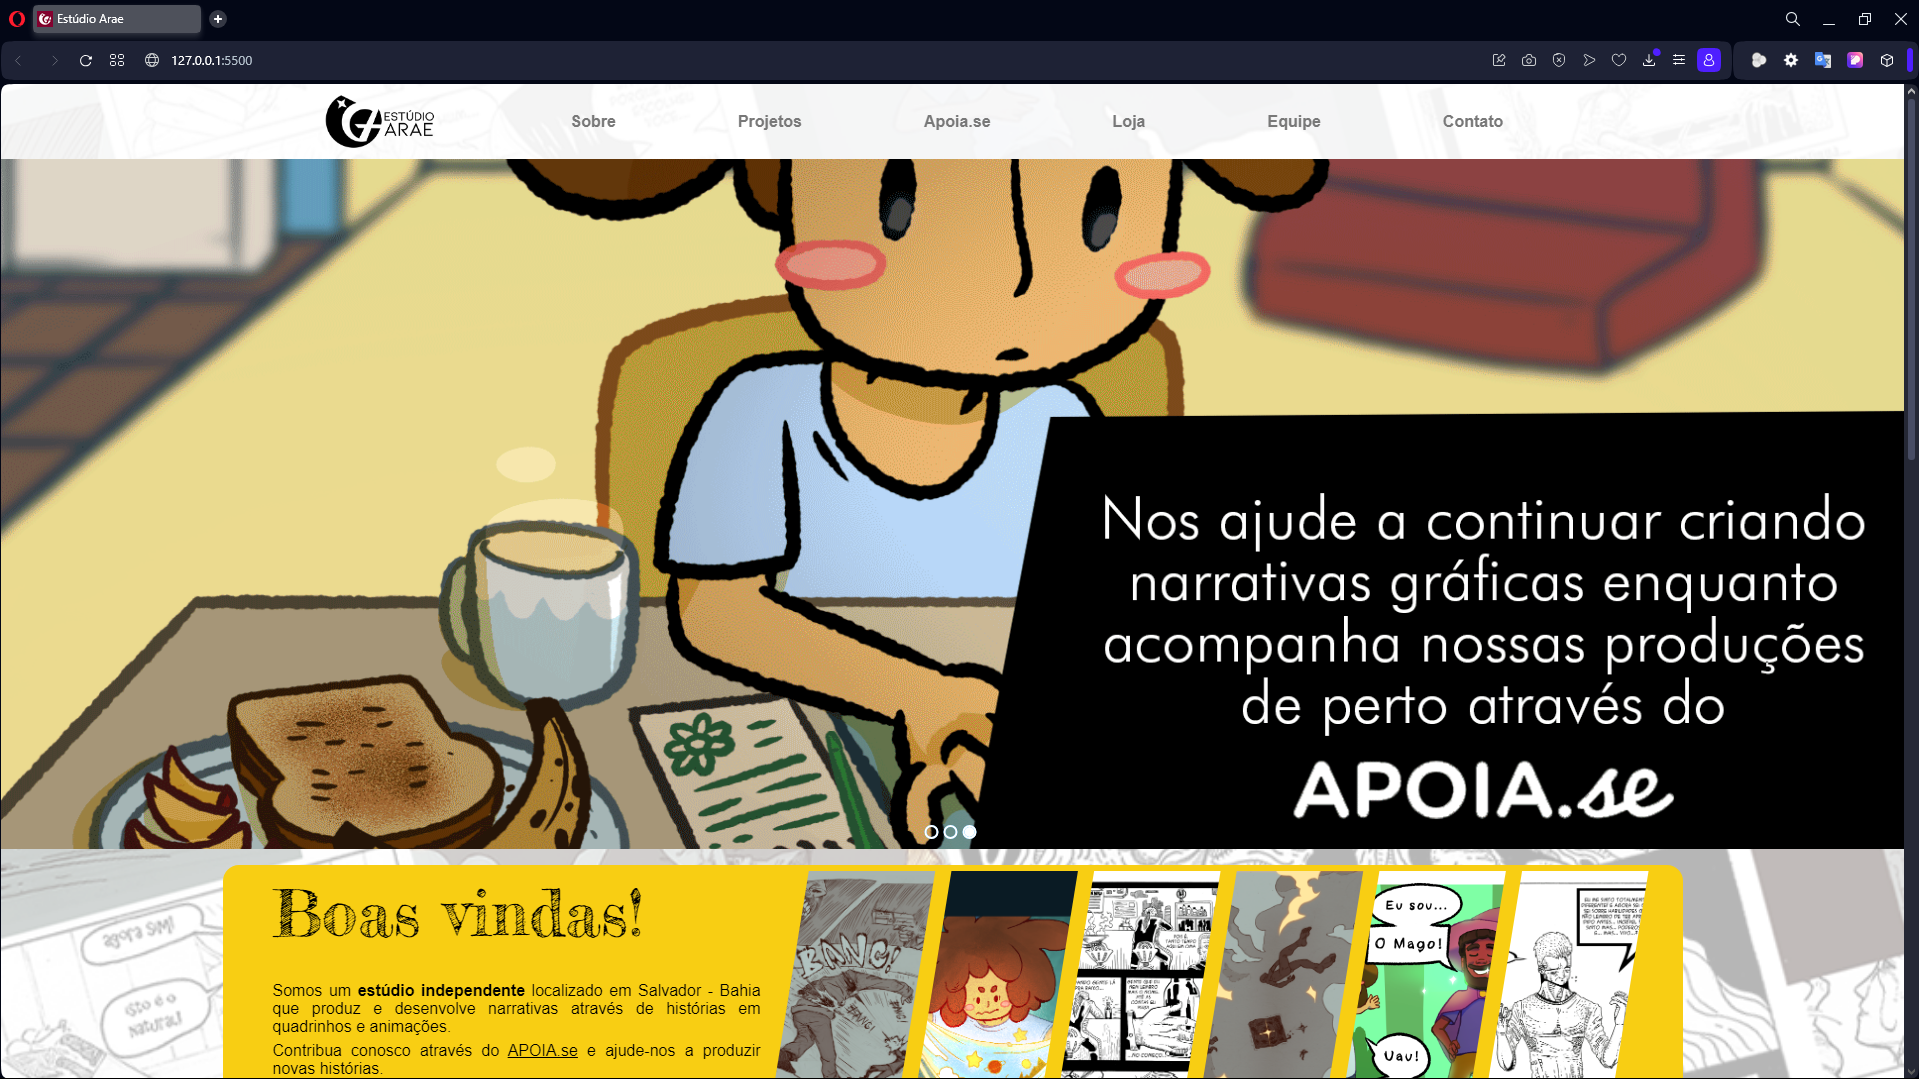 Estúdio Arae
127.0.0.1:5500
ESTÚDIO
ARAE
Sobre
Projetos
Apoia.se
Loja
Equipe
Contato
Nos ajude a continuar criando
narrativas gráficas enquanto
acompanha nossas produções
de perto através do
APOIA.se
Boas vindas!
Somos um estúdio independente localizado em Salvador - Bahia
que produz e desenvolve narrativas através de histórias em
quadrinhos e animações.
Contribua conosco através do APOIA.se e ajude-nos a produzir
novas histórias.
agora SIM!
isto é o
natural!
BANG!
BANG!
Eu sou...
O Mago!
Uau!